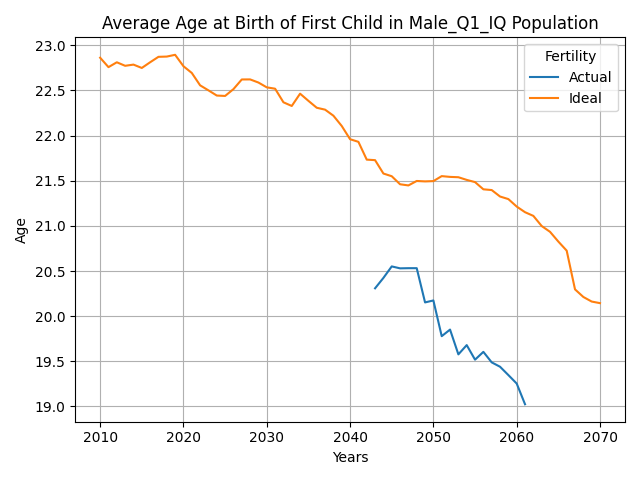 Average Age at Birth of First Child in Male_Q1_IQ Population
Fertility
Actual
Ideal
Age
23.0
22.5
22.0
21.5
21.0
20.5
20.0
19.5
19.0
2010
2020
2030
2040
2050
2060
2070
Years